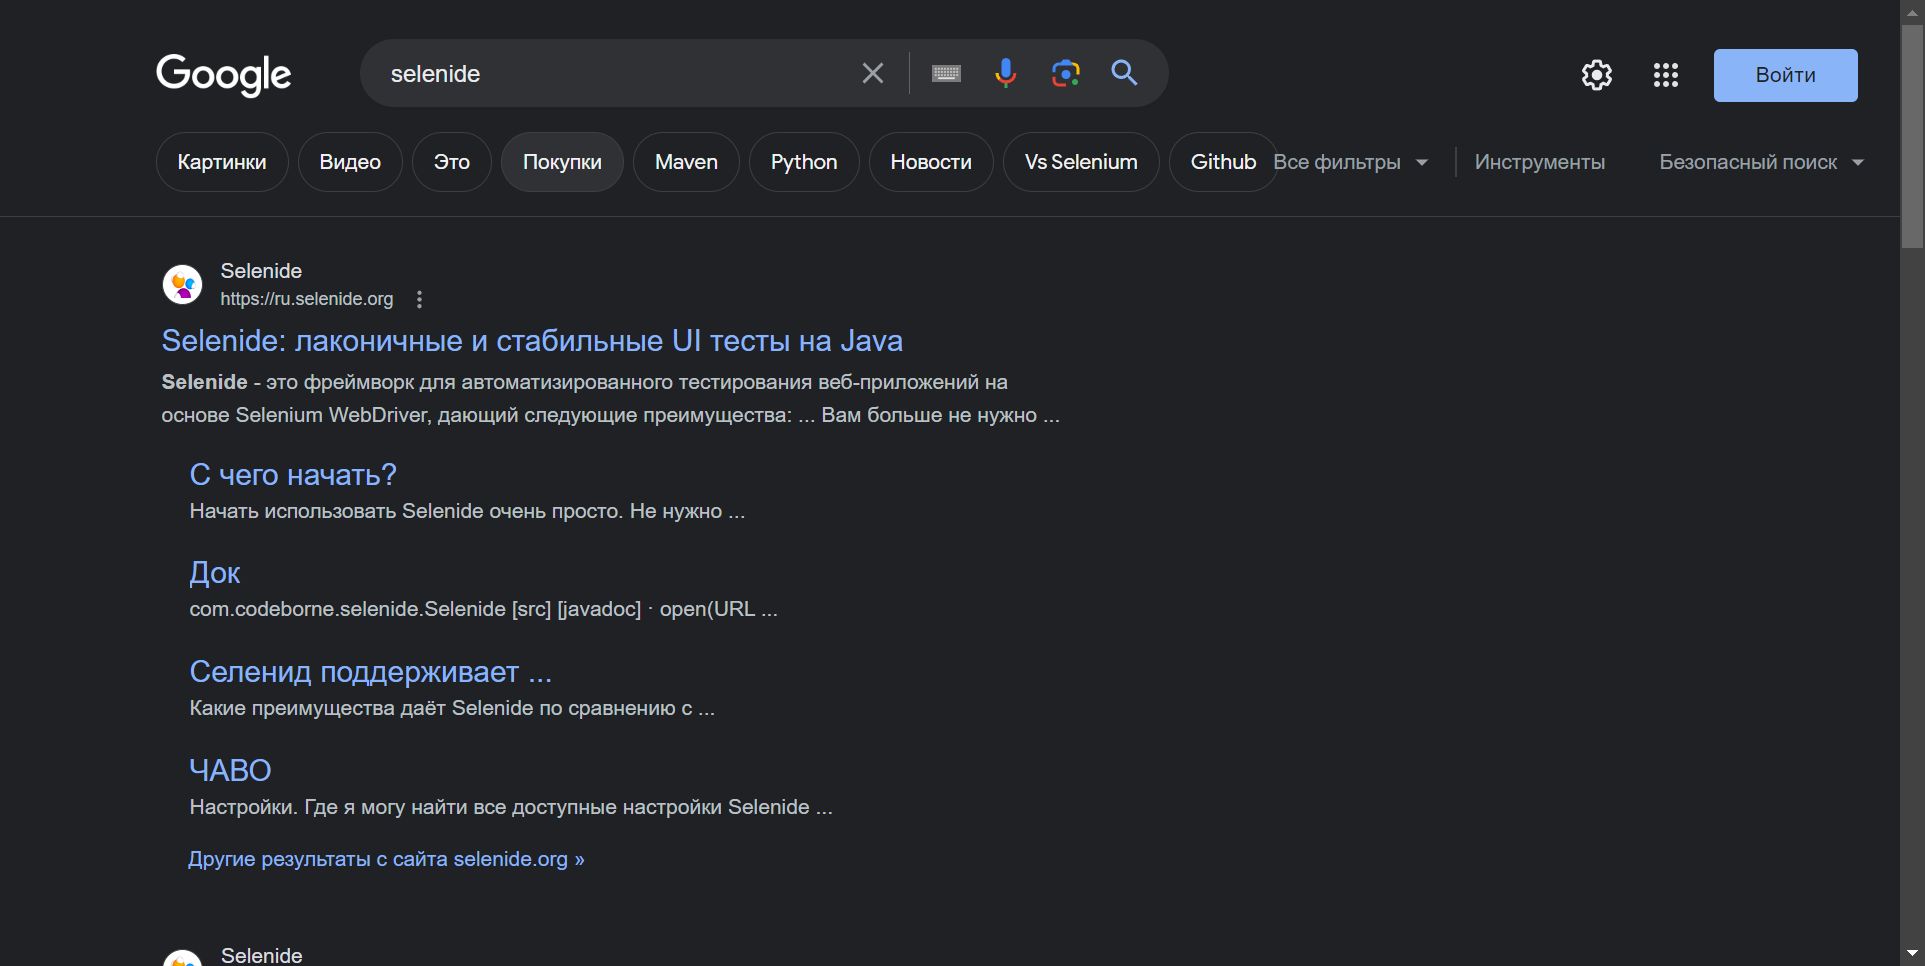 Google
selenide
Войти
Картинки
Видео
Это
Покупки
Maven
Python
Новости
Vs Selenium
Github
Все фильтры
Инструменты
Безопасный поиск
Selenide
https://ru.selenide.org
Selenide: лаконичные и стабильные UI тесты на Java
Selenide - это фреймворк для автоматизированного тестирования веб-приложений на
основе Selenium WebDriver, дающий следующие преимущества: ... Вам больше не нужно ...
С чего начать?
Начать использовать Selenide очень просто. Не нужно ...
Док
com.codeborne.selenide.Selenide [src] [javadoc] · open(URL ...
Селенид поддерживает ...
Какие преимущества даёт Selenide по сравнению с ...
ЧАВО
Настройки. Где я могу найти все доступные настройки Selenide ...
Другие результаты с сайта selenide.org »
Selenide